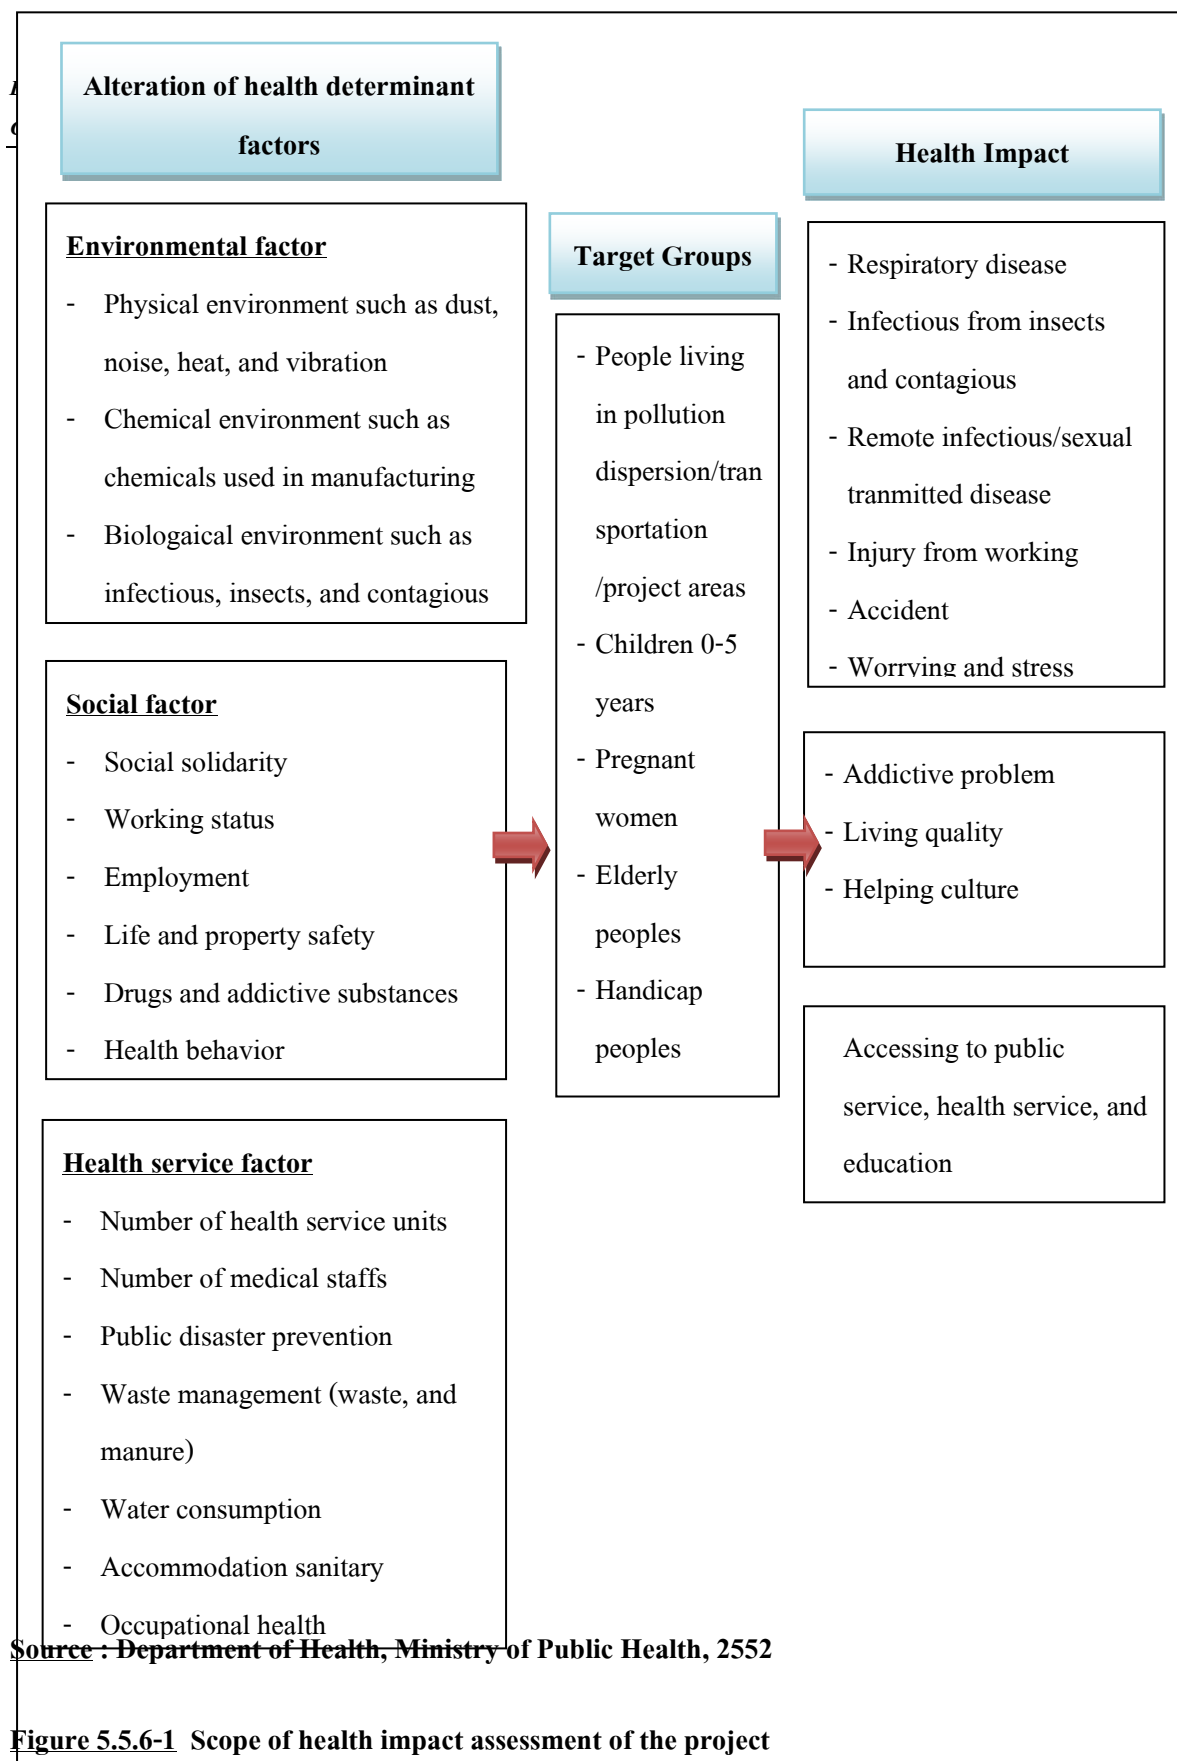 Alteration of health determinant
factors
Environmental factor
- Physical environment such as dust,
noise, heat, and vibration
- Chemical environment such as
chemicals used in manufacturing
- Biologaical environment such as
infectious, insects, and contagious
Social factor
- Social solidarity
- Working status
- Employment
- Life and property safety
- Drugs and addictive substances
- Health behavior
Health service factor
- Number of health service units
- Number of medical staffs
- Public disaster prevention
- Waste management (waste, and
manure)
- Water consumption
- Accommodation sanitary
- Occupational health
Target Groups
- People living
in pollution
dispersion/tran
sportation
/project areas
- Children 0-5
years
- Pregnant
women
- Elderly
peoples
- Handicap
peoples
Health Impact
- Respiratory disease
- Infectious from insects
and contagious
- Remote infectious/sexual
tranmitted disease
- Injury from working
- Accident
- Worrying and stress
- Addictive problem
- Living quality
- Helping culture
Accessing to public
service, health service, and
education
Source : Department of Health, Ministry of Public Health, 2552
Figure 5.5.6-1 Scope of health impact assessment of the project